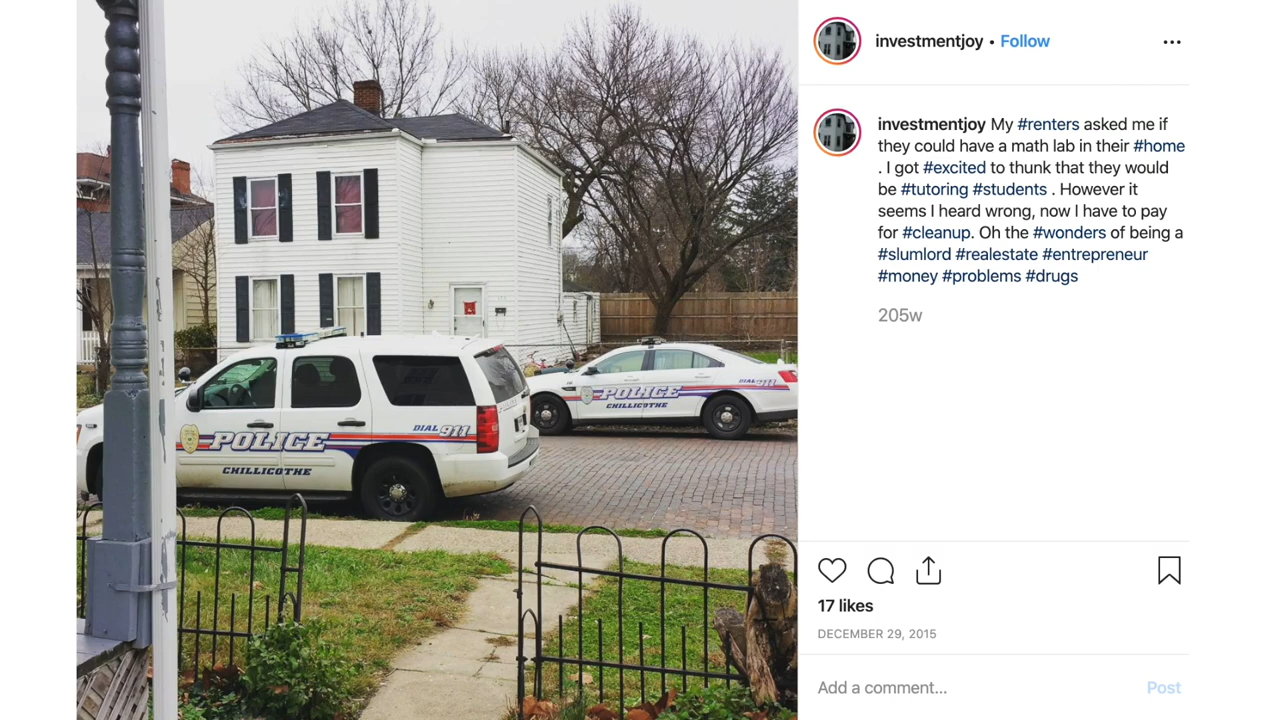 investmentjoy • Follow
investmentjoy My #renters asked me if
they could have a math lab in their #home
. I got #excited to thunk that they would
be #tutoring #students . However it
seems I heard wrong, now I have to pay
for #cleanup. Oh the #wonders of being a
#slumlord #realestate #entrepreneur
#money #problems #drugs
205w
POLICE
CHILLICOTHE
DIAL 911
POLICE
CHILLICOTHE
DIAL 911
17 likes
DECEMBER 29, 2015
Add a comment... Post